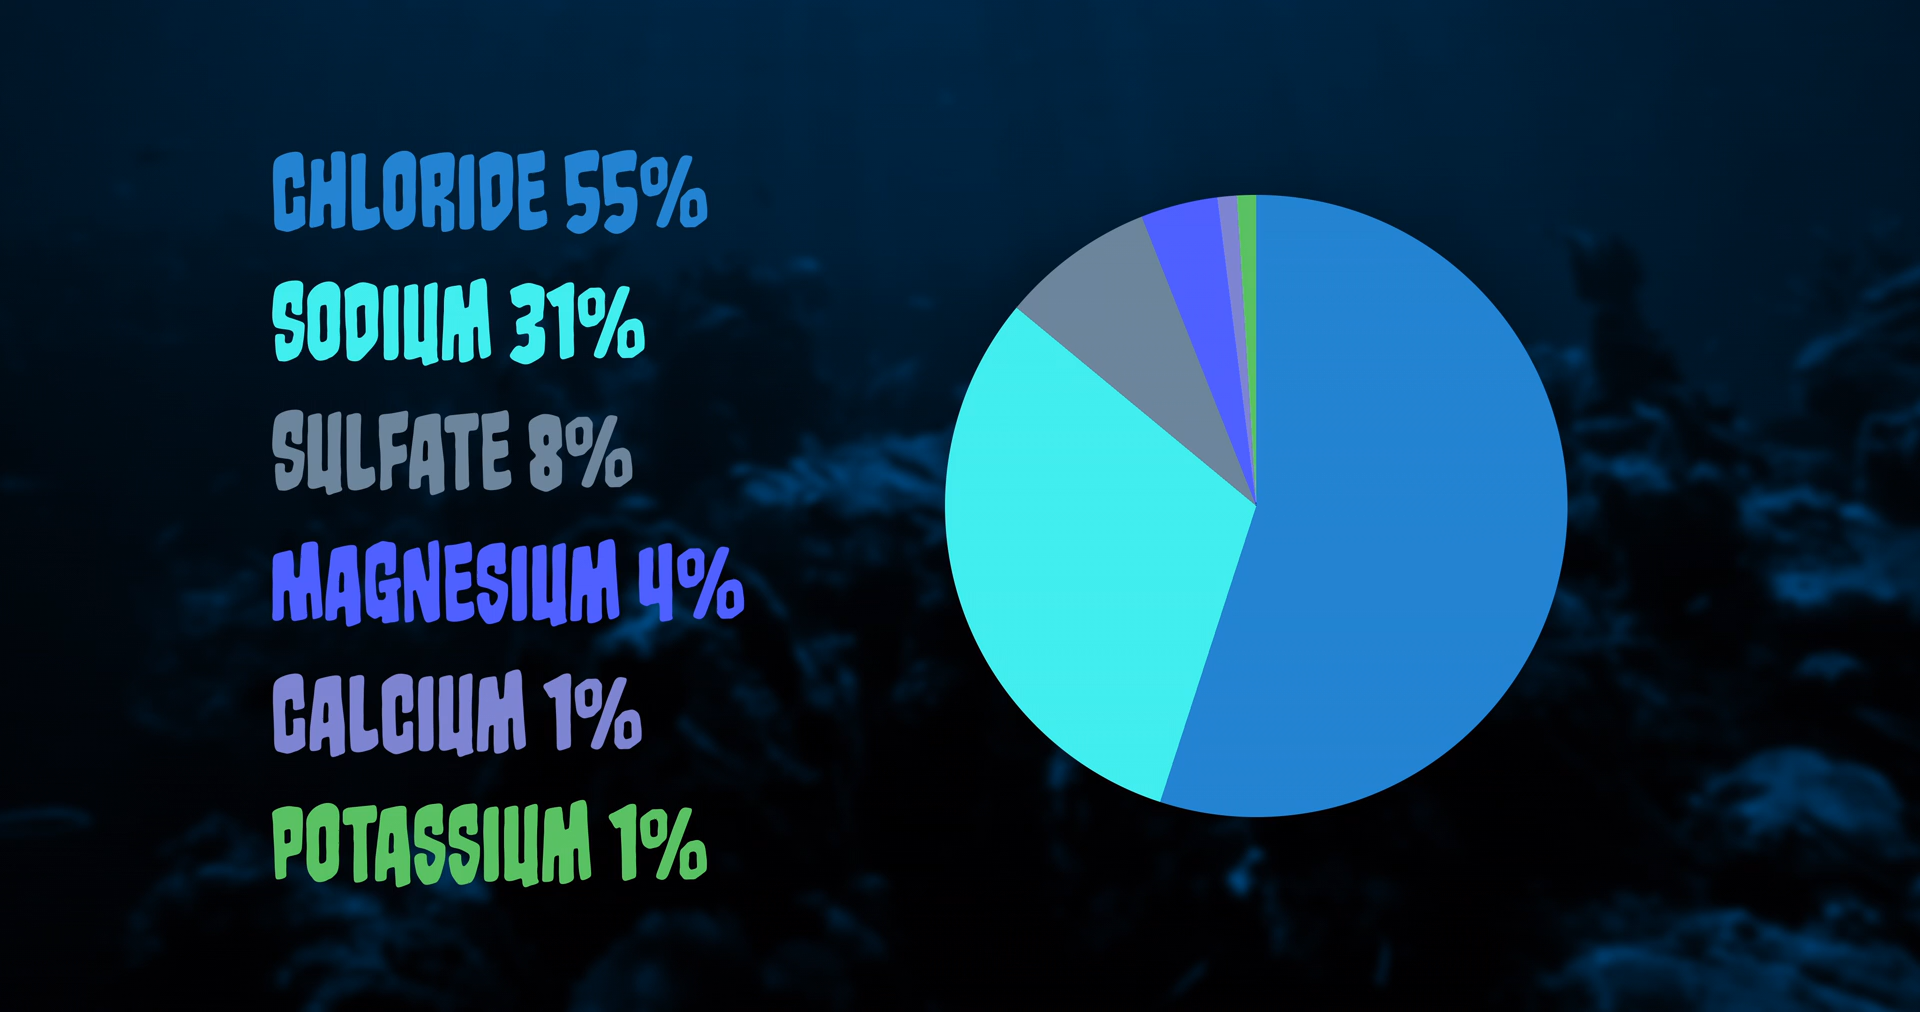 CHLORIDE 55%
SODIUM 31%
SULFATE 8%
MAGNESIUM 4%
CALCIUM 1%
POTASSIUM 1%